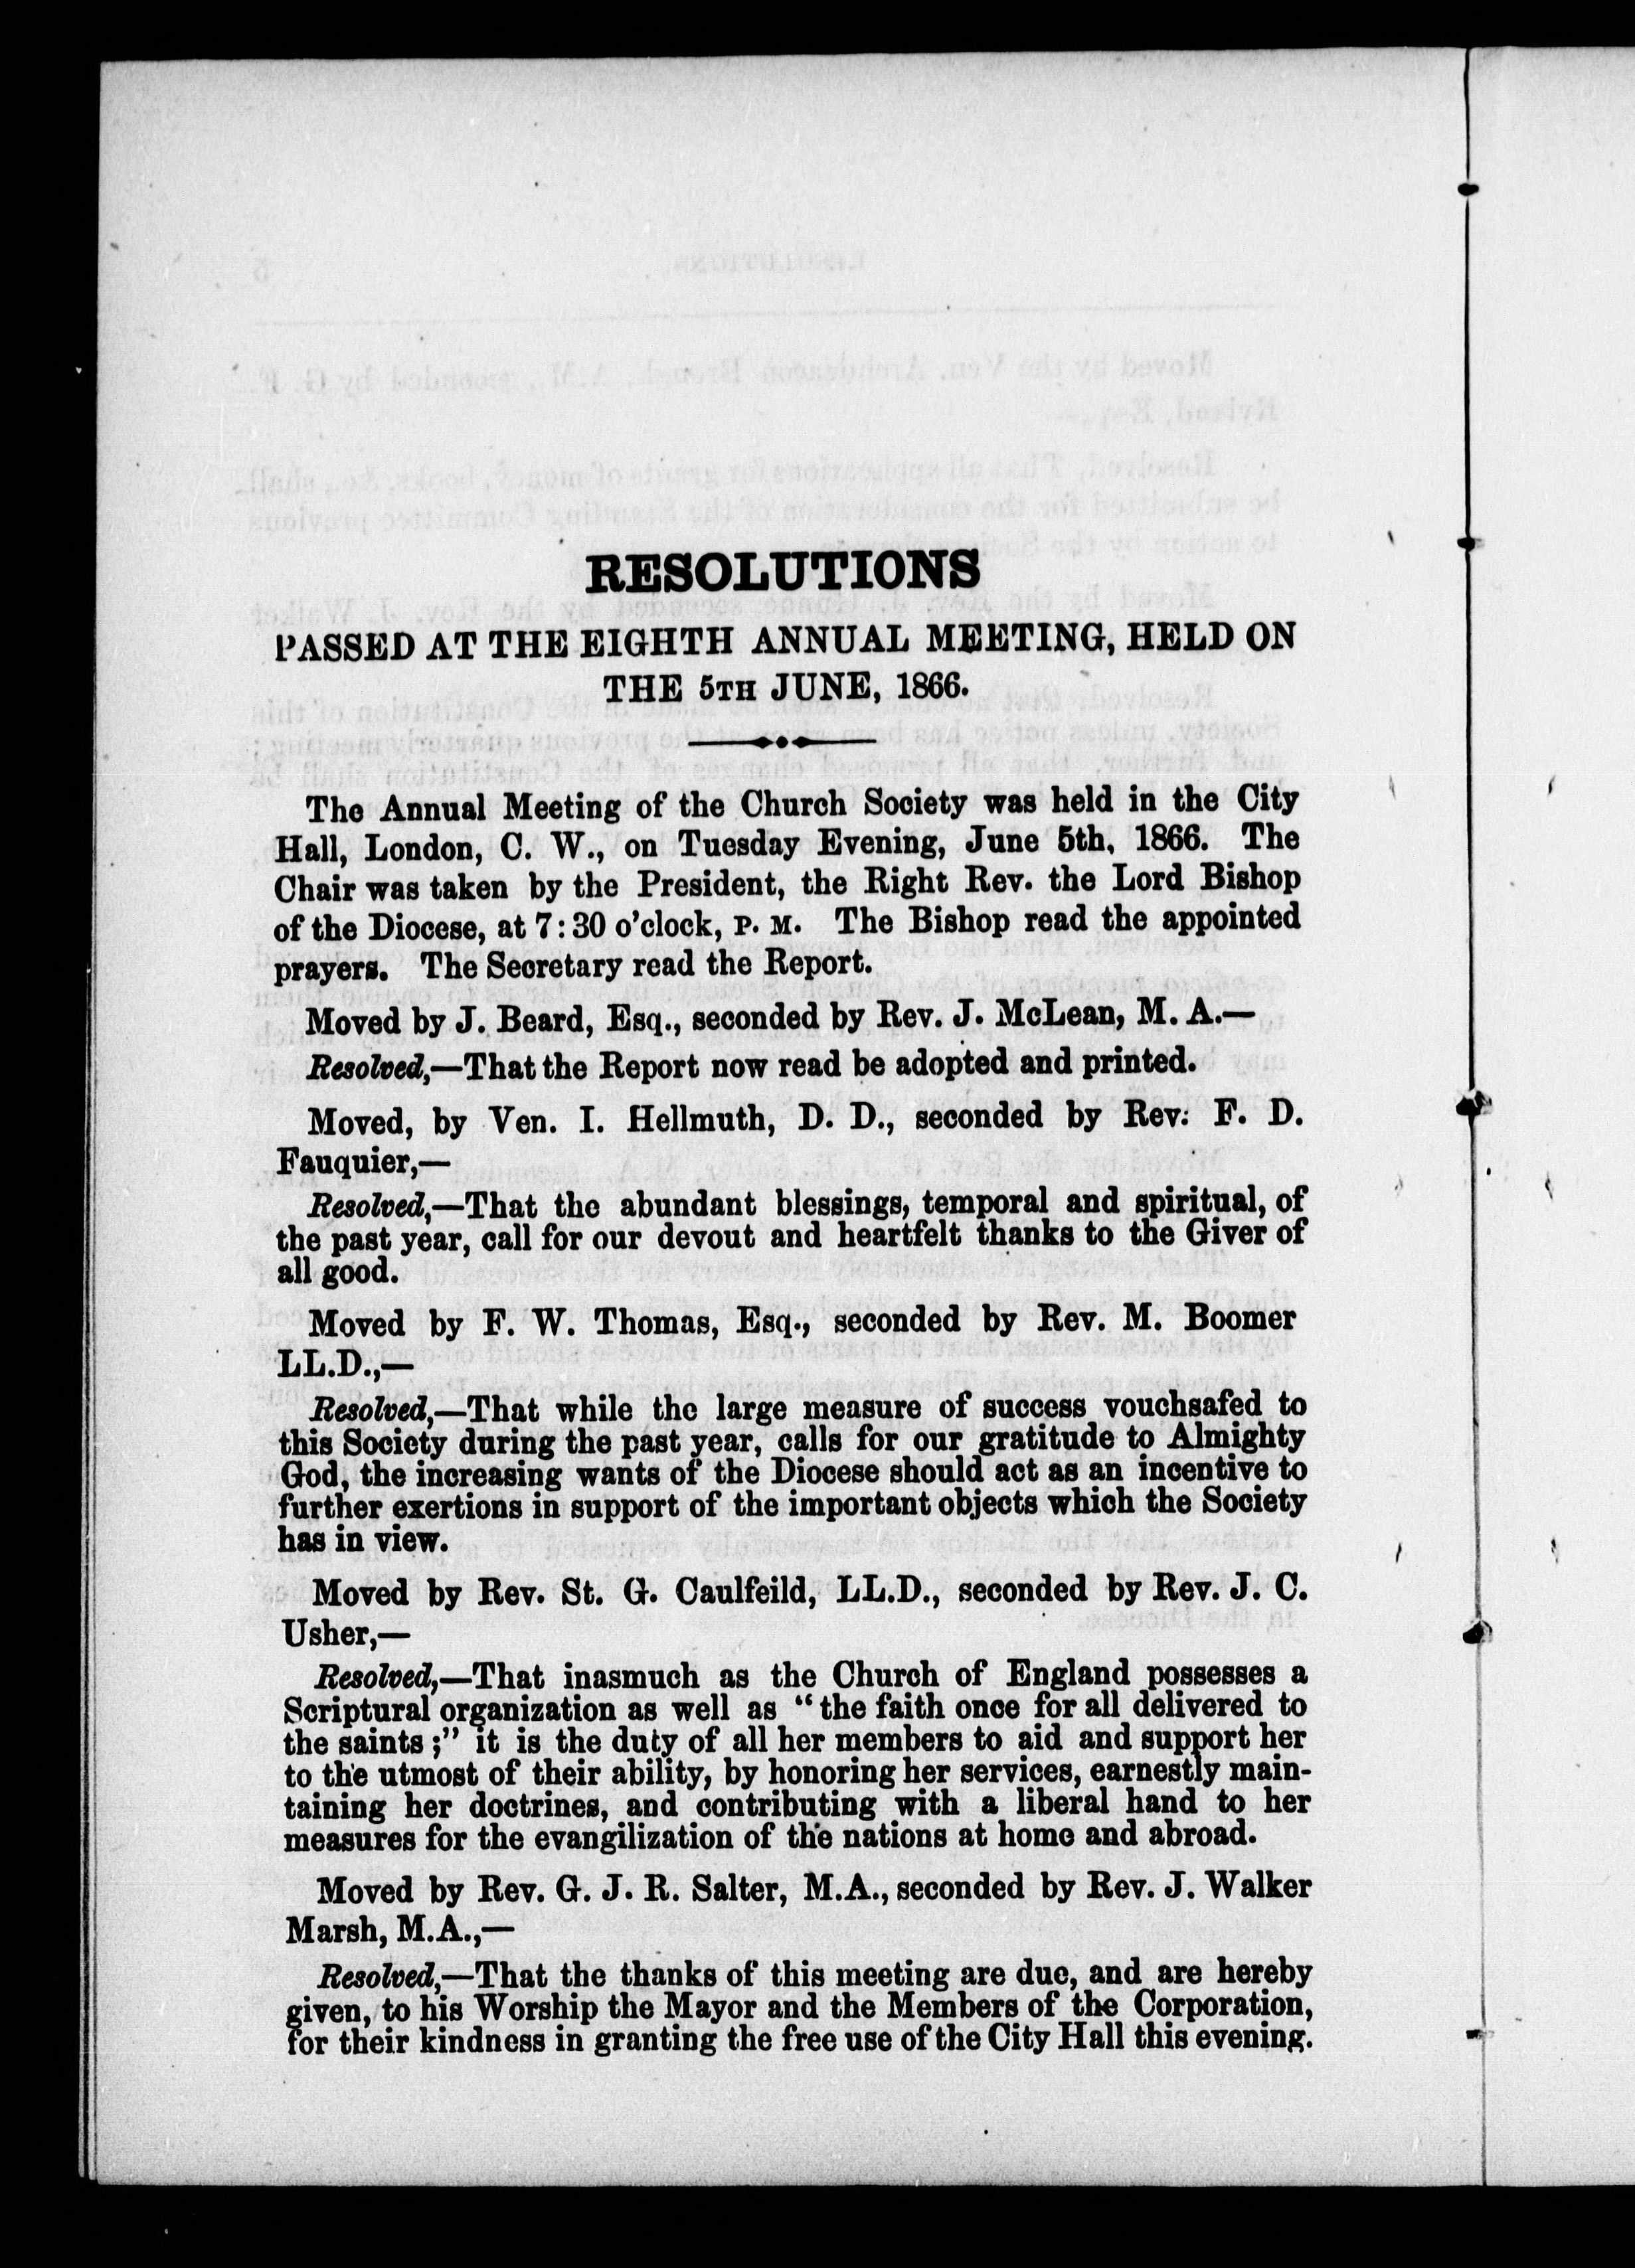 RESOLUTIONS
PASSED AT THE EIGHTH ANNUAL MEETING, HELD ON
THE 5TH JUNE, 1866.
The Annual Meeting of the Church Society was held in the City
Hall, London, C. W., on Tuesday Evening, June 5th, 1866. The
Chair was taken by the President, the Right Rev. the Lord Bishop
of the Diocese, at 7:30 o'clock, P. M. The Bishop read the appointed
prayers. The Secretary read the Report.
Moved by J. Beard, Esq., seconded by Rev. J. McLean, M. A.—
Resolved,—That the Report now read be adopted and printed.
Moved, by Ven. I. Hellmuth, D. D., seconded by Rev. F. D.
Fauquier,—
Resolved,—That the abundant blessings, temporal and spiritual, of
the past year, call for our devout and heartfelt thanks to the Giver of
all good.
Moved by F. W. Thomas, Esq., seconded by Rev. M. Boomer
LL.D.,—
Resolved,—That while the large measure of success vouchsafed to
this Society during the past year, calls for our gratitude to Almighty
God, the increasing wants of the Diocese should act as an incentive to
further exertions in support of the important objects which the Society
has in view.
Moved by Rev. St. G. Caulfeild, LL.D., seconded by Rev. J. C.
Usher,—
Resolved,—That inasmuch as the Church of England possesses a
Scriptural organization as well as "the faith once for all delivered to
the saints;" it is the duty of all her members to aid and support her
to the utmost of their ability, by honoring her services, earnestly main-
taining her doctrines, and contributing with a liberal hand to her
measures for the evangilization of the nations at home and abroad.
Moved by Rev. G. J. R. Salter, M.A., seconded by Rev. J. Walker
Marsh, M.A.,—
Resolved,—That the thanks of this meeting are due, and are hereby
given, to his Worship the Mayor and the Members of the Corporation,
for their kindness in granting the free use of the City Hall this evening.